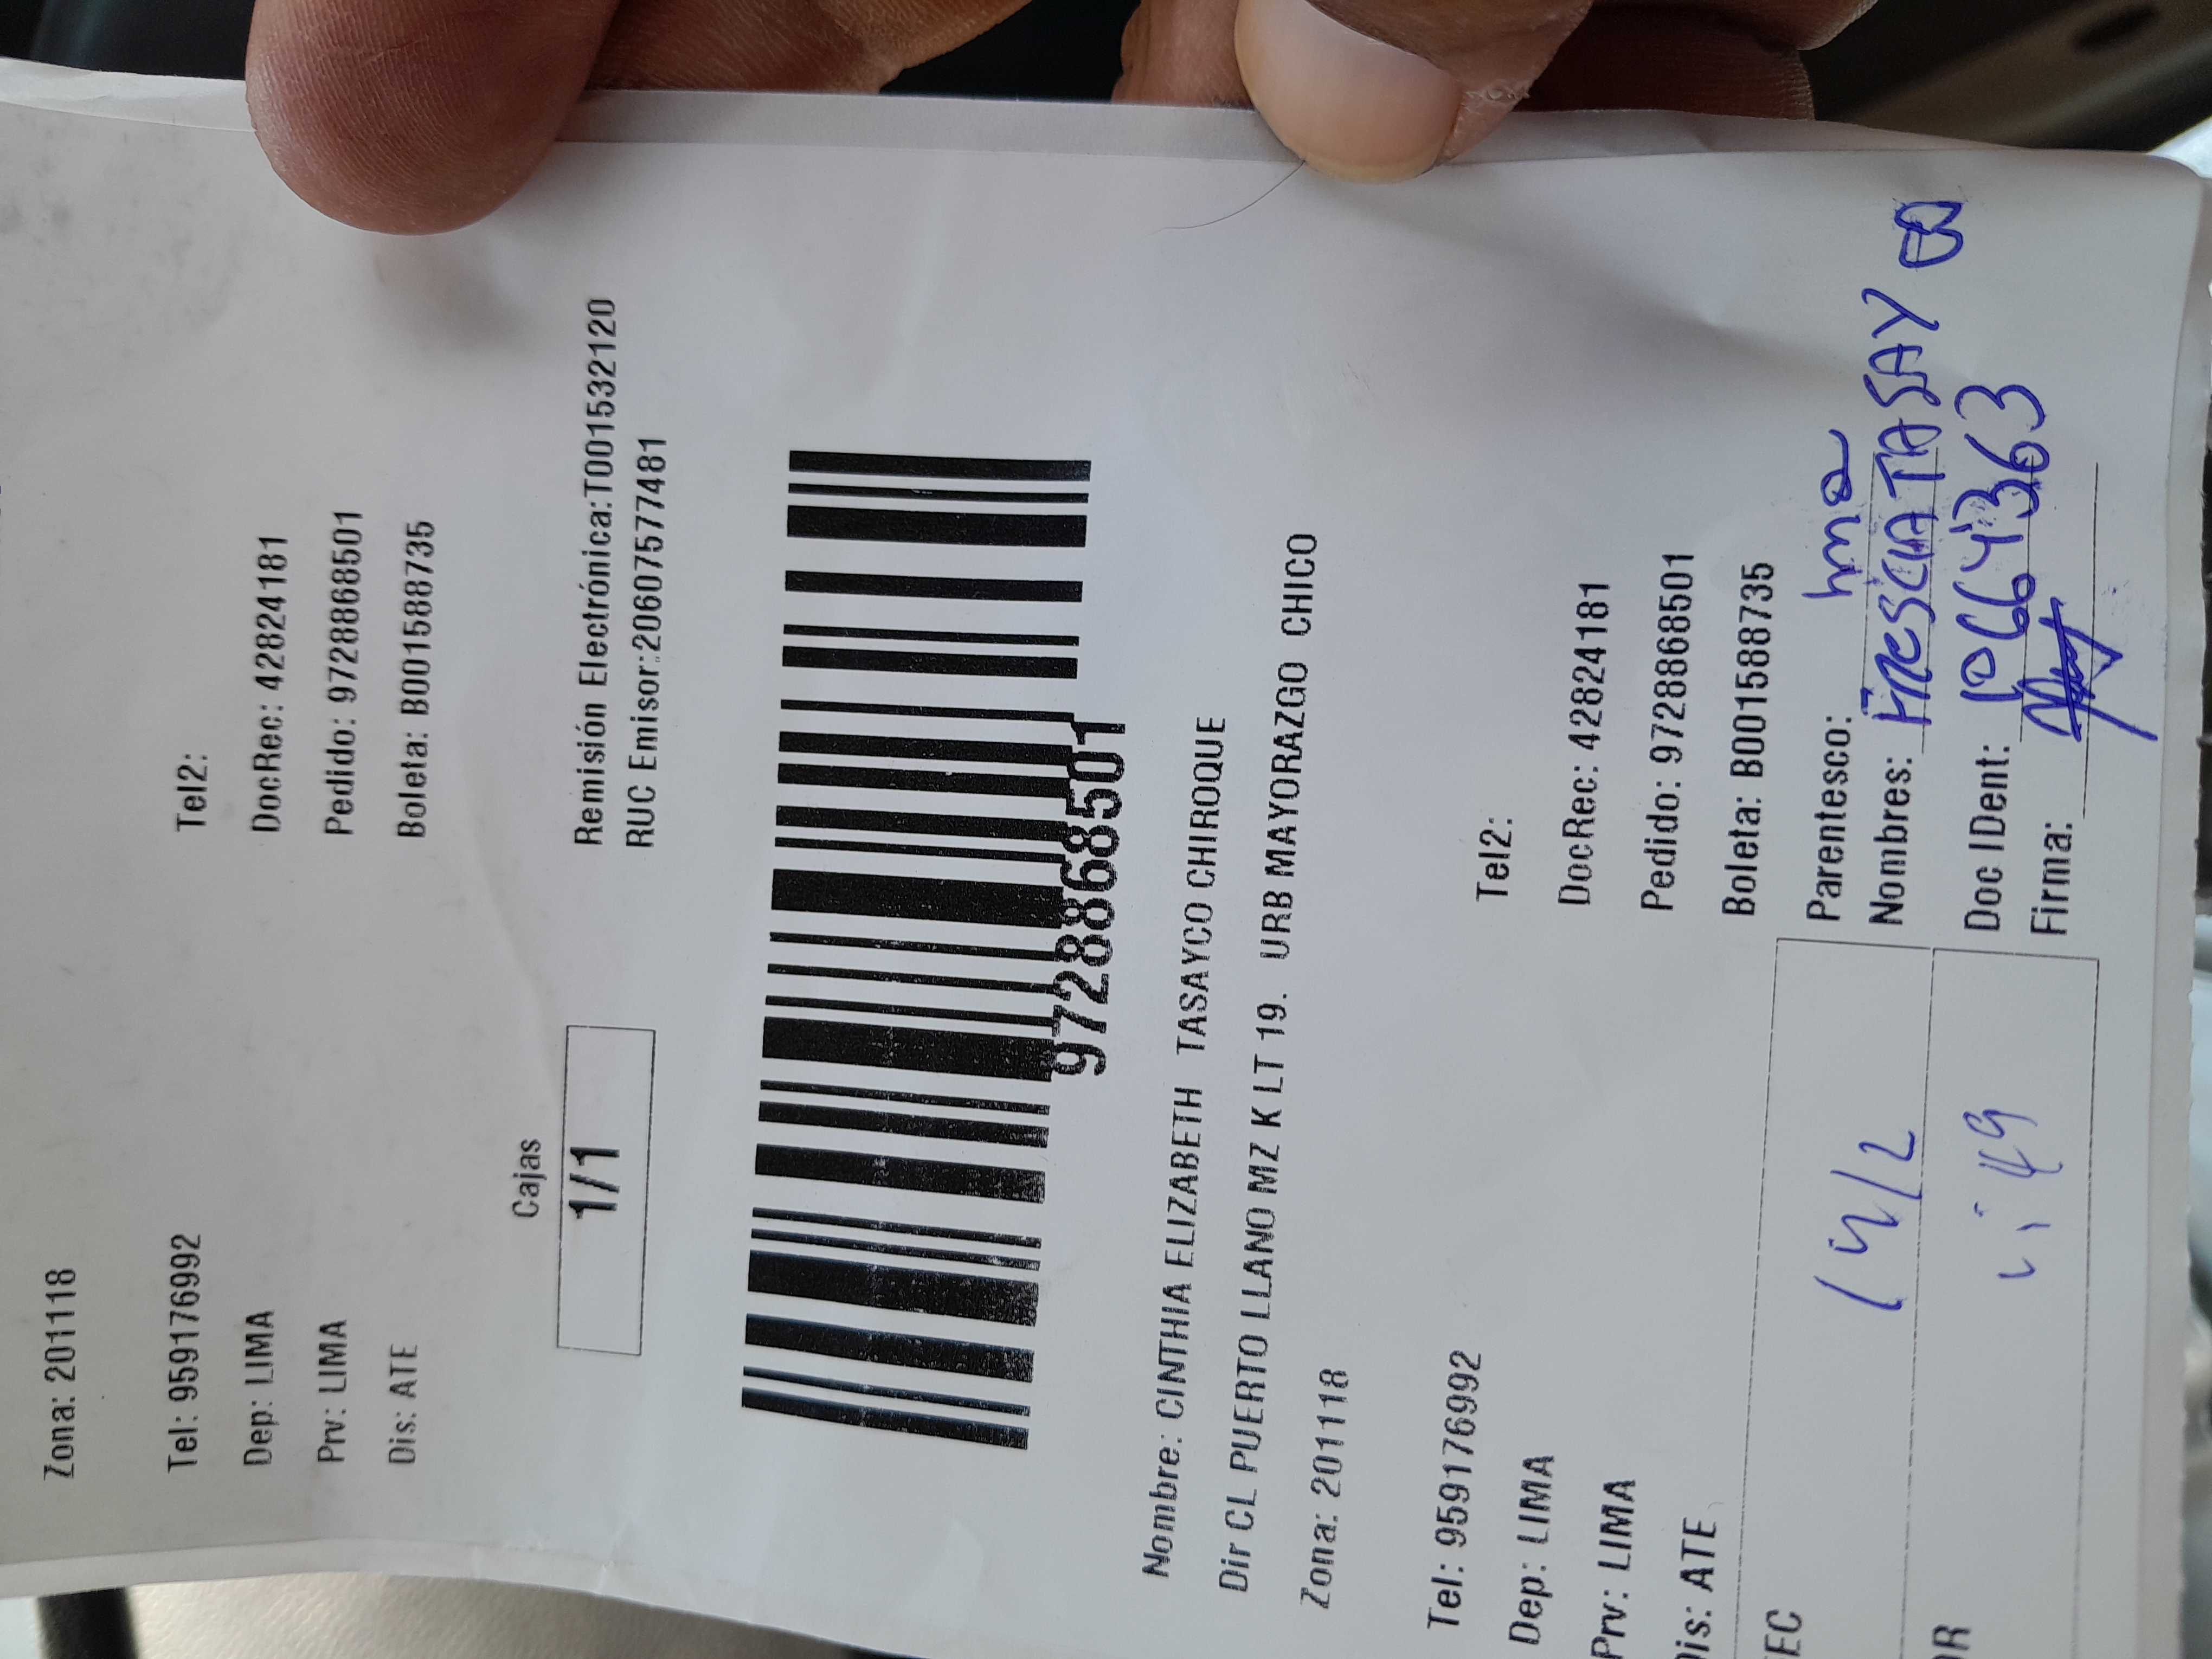 Zona: 201118
Tel: 959176992
Tel2:
Dep: LIMA
DocRec: 42824181
Prv: LIMA
Pedido: 9728868501
Dis: ATE
Boleta: B001588735
Cajas
1/1
Remisión Electrónica:T001532120
RUC Emisor:20607577481
9728868501
Nombre: CINTHIA ELIZABETH TASAYCO CHIROQUE
Dir CL PUERTO LLANO MZ K LT 19. URB MAYORAZGO CHICO
Zona: 201118
Tel: 959176992
Tel2:
Dep: LIMA
DocRec: 42824181
Prv: LIMA
Pedido: 9728868501
Dis: ATE
Boleta: B001588735
Parentesco: hma
Nombres:
Doc IDent:
Firma: